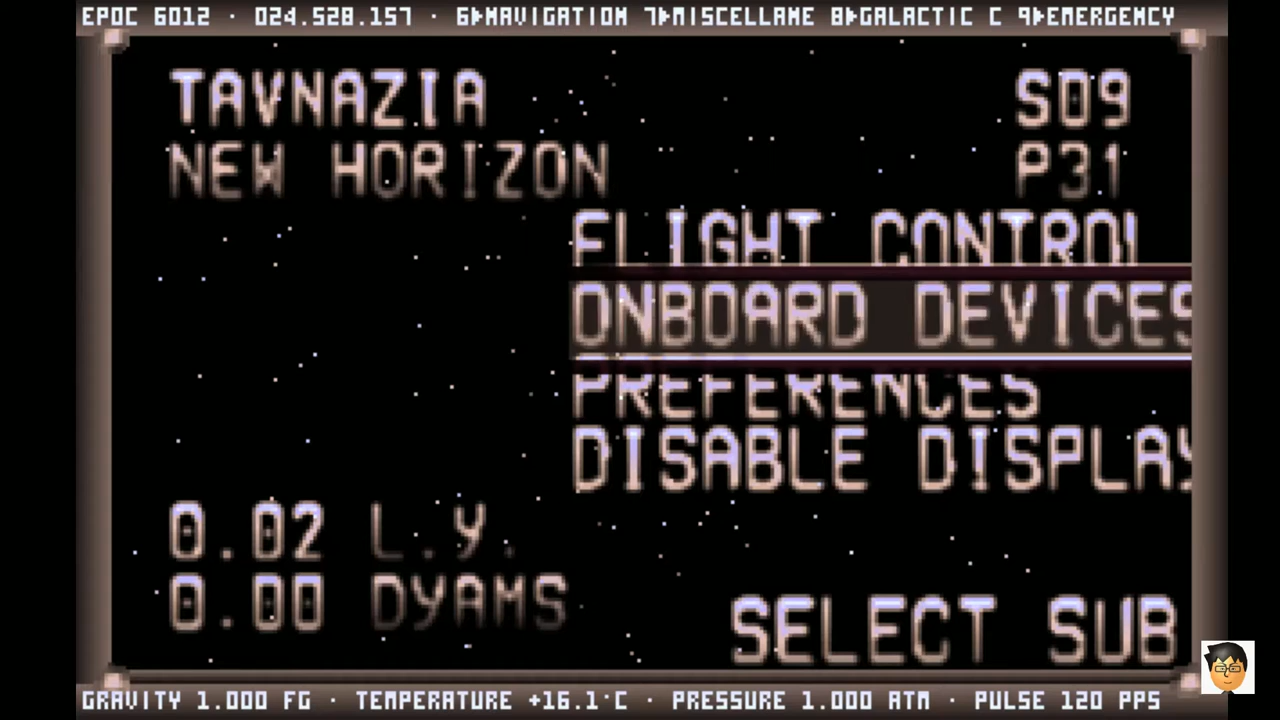 EPOC 6012 · 024.528.157 · 6▸NAVIGATION 7▸MISCELLANE 8▸GALACTIC C 9▸EMERGENCY
TAVNAZIA S09
NEW HORIZON P31
FLIGHT CONTROL
ONBOARD DEVICES
PREFERENCES
DISABLE DISPLAY
0.02 L.Y.
0.00 DYAMS
SELECT SUB
GRAVITY 1.000 FG · TEMPERATURE +16.1°C · PRESSURE 1.000 ATM · PULSE 120 PPS